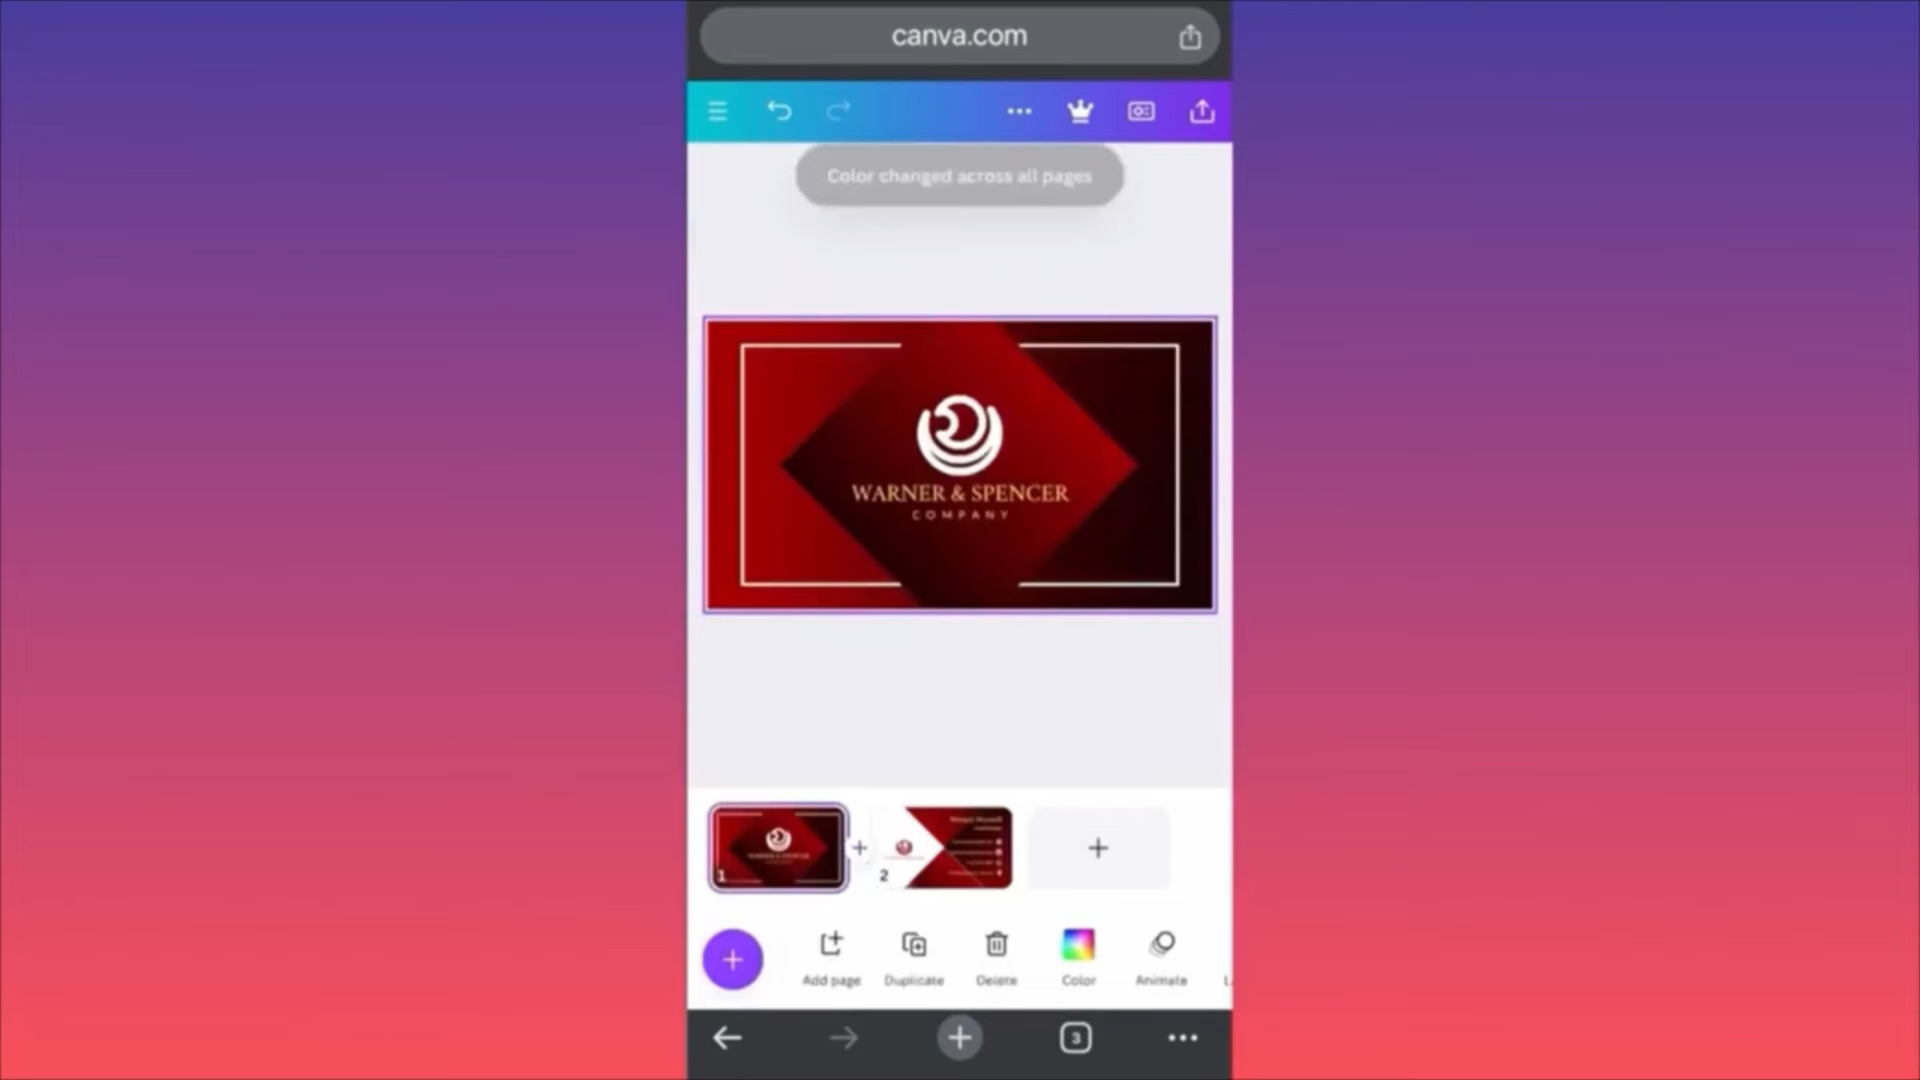 canva.com
Color changed across all pages
WARNER & SPENCER
COMPANY
1
2
Add page
Duplicate
Delete
Color
Animate
3